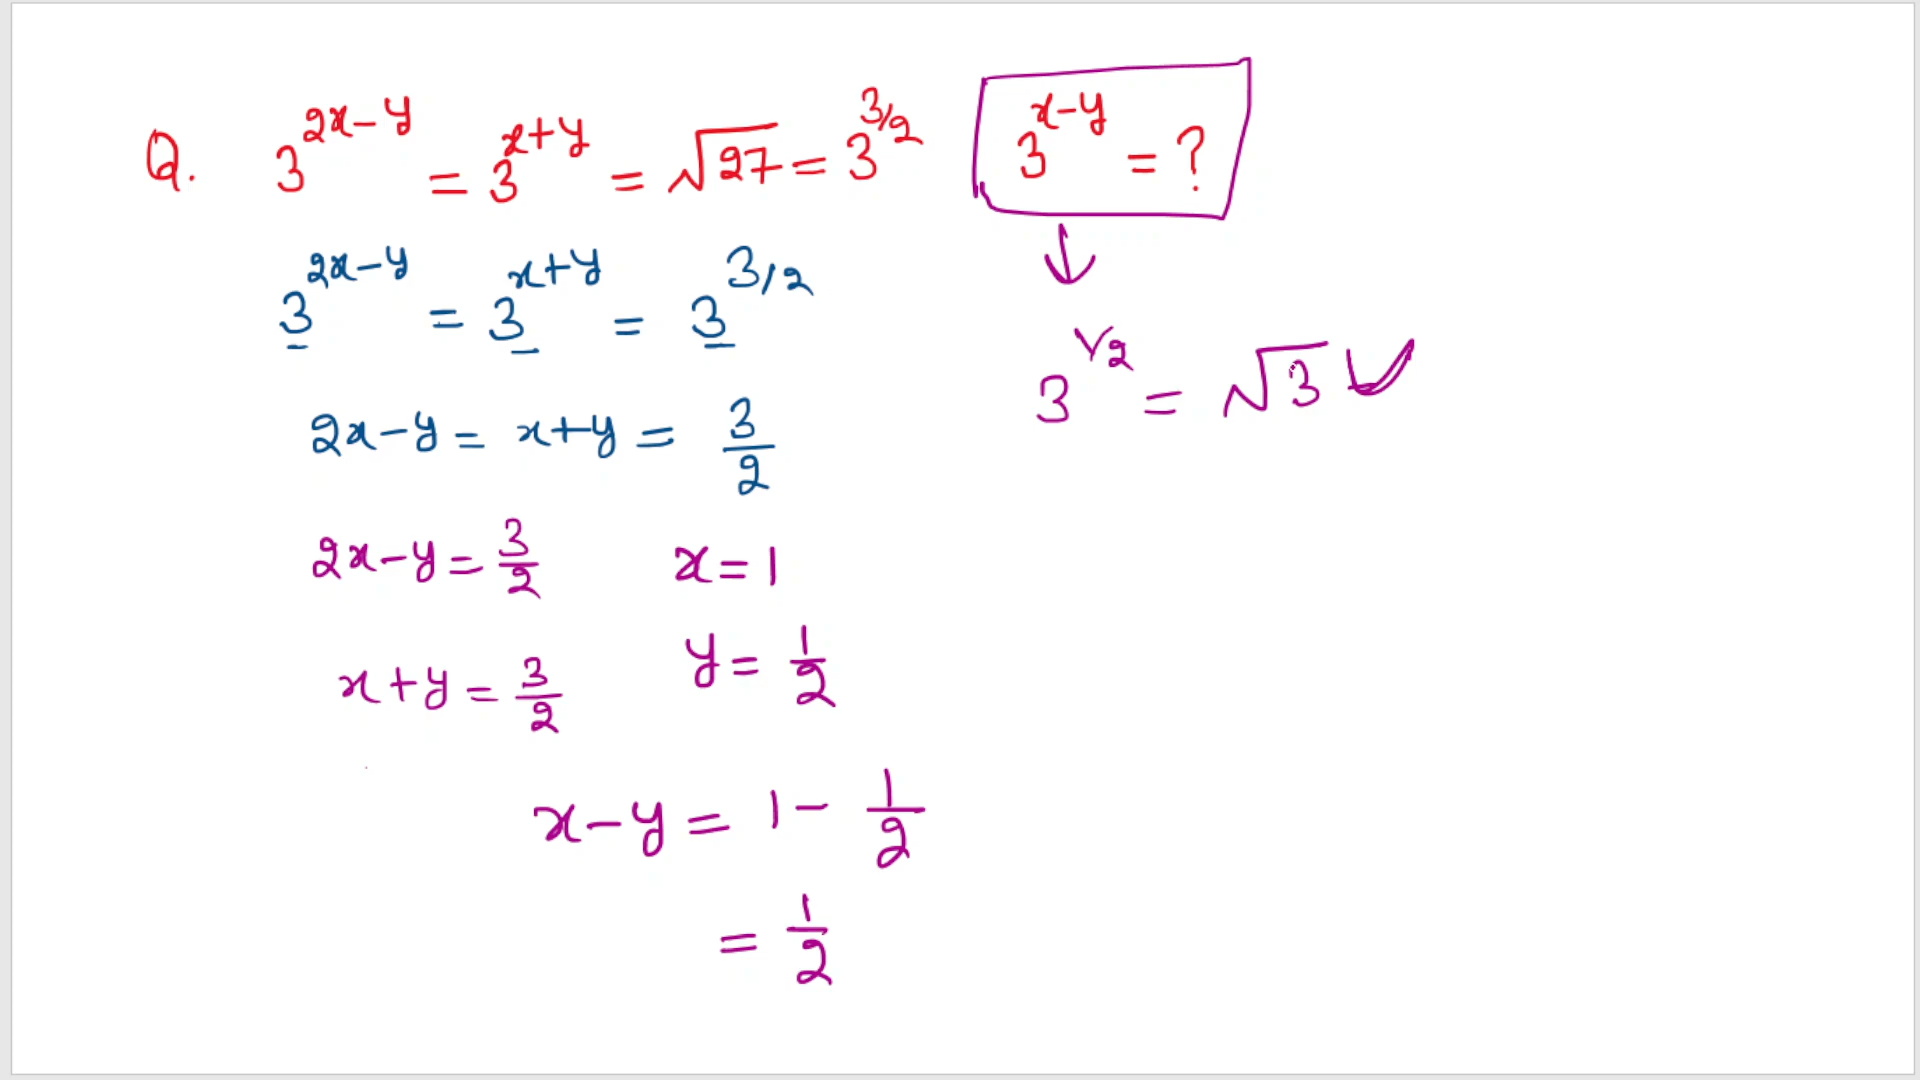 Q. 3^{2x-y} = 3^{x+y} = √27 = 3^{3/2} 3^{x-y} = ?
3^{2x-y} = 3^{x+y} = 3^{3/2}
3^{1/2} = √3
2x-y = x+y = 3/2
2x-y = 3/2 x = 1
x+y = 3/2 y = 1/2
x-y = 1 - 1/2
= 1/2